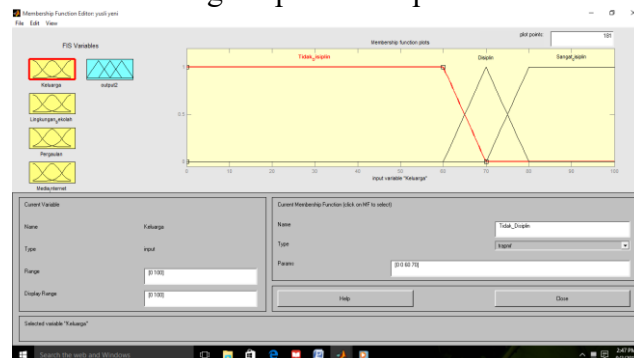 Membership Function Editor: yusli yeni
File Edit View
FIS Variables
Keluarga
output2
Lingkungan_sekolah
Pergaulan
MediaInternet
Membership function plots
plot points:
181
Tidak_Disiplin
Disiplin
Sangat_disiplin
1
0.5
0
0 10 20 30 40 50 60 70 80 90 100
input variable "Keluarga"
Current Variable
Name Keluarga
Type input
Range [0 100]
Display Range [0 100]
Current Membership Function (click on MF to select)
Name Tidak_Disiplin
Type trapmf
Params [0 0 60 70]
Help
Close
Selected variable "Keluarga"
Search the web and Windows
2:47 PM